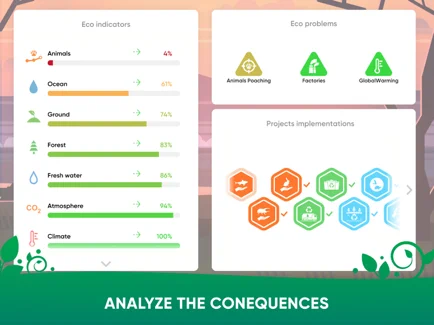 Eco indicators
Animals 4%
Ocean 61%
Ground 74%
Forest 83%
Fresh water 86%
CO2 Atmosphere 94%
Climate 100%
Eco problems
Animals Poaching Factories GlobalWarming
Projects implementations
ANALYZE THE CONEQUENCES